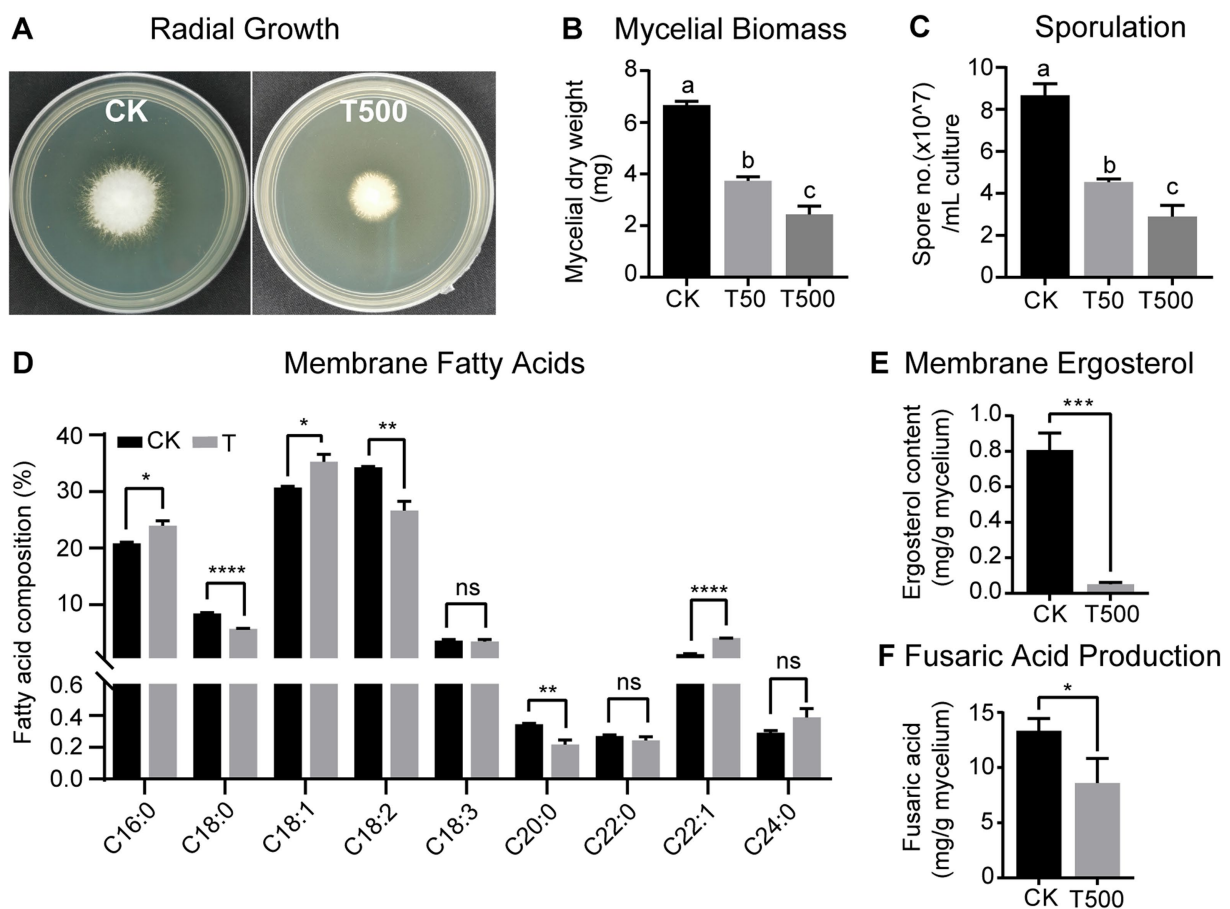 A Radial Growth
CK
T500
B Mycelial Biomass
Mycelial dry weight
(mg)
8
6
4
2
0
a
b
c
CK T50 T500
C Sporulation
Spore no.(x10^7)
/mL culture
10
8
6
4
8
0
a
b
c
CK T50 T500
D Membrane Fatty Acids
Fatty acid composition (%)
CK T
40
30
20
10
0.6
0.4
0.2
0.0
*
****
*
**
ns
**
ns
****
ns
C16:0
C18:0
C18:1
C18:2
C18:3
C20:0
C22:0
C22:1
C24:0
E Membrane Ergosterol
Ergosterol content
(mg/g mycelium)
1.0
0.8
0.6
0.4
0.2
0.0
***
CK T500
F Fusaric Acid Production
Fusaric acid
(mg/g mycelium)
15
10
5
0
*
CK T500